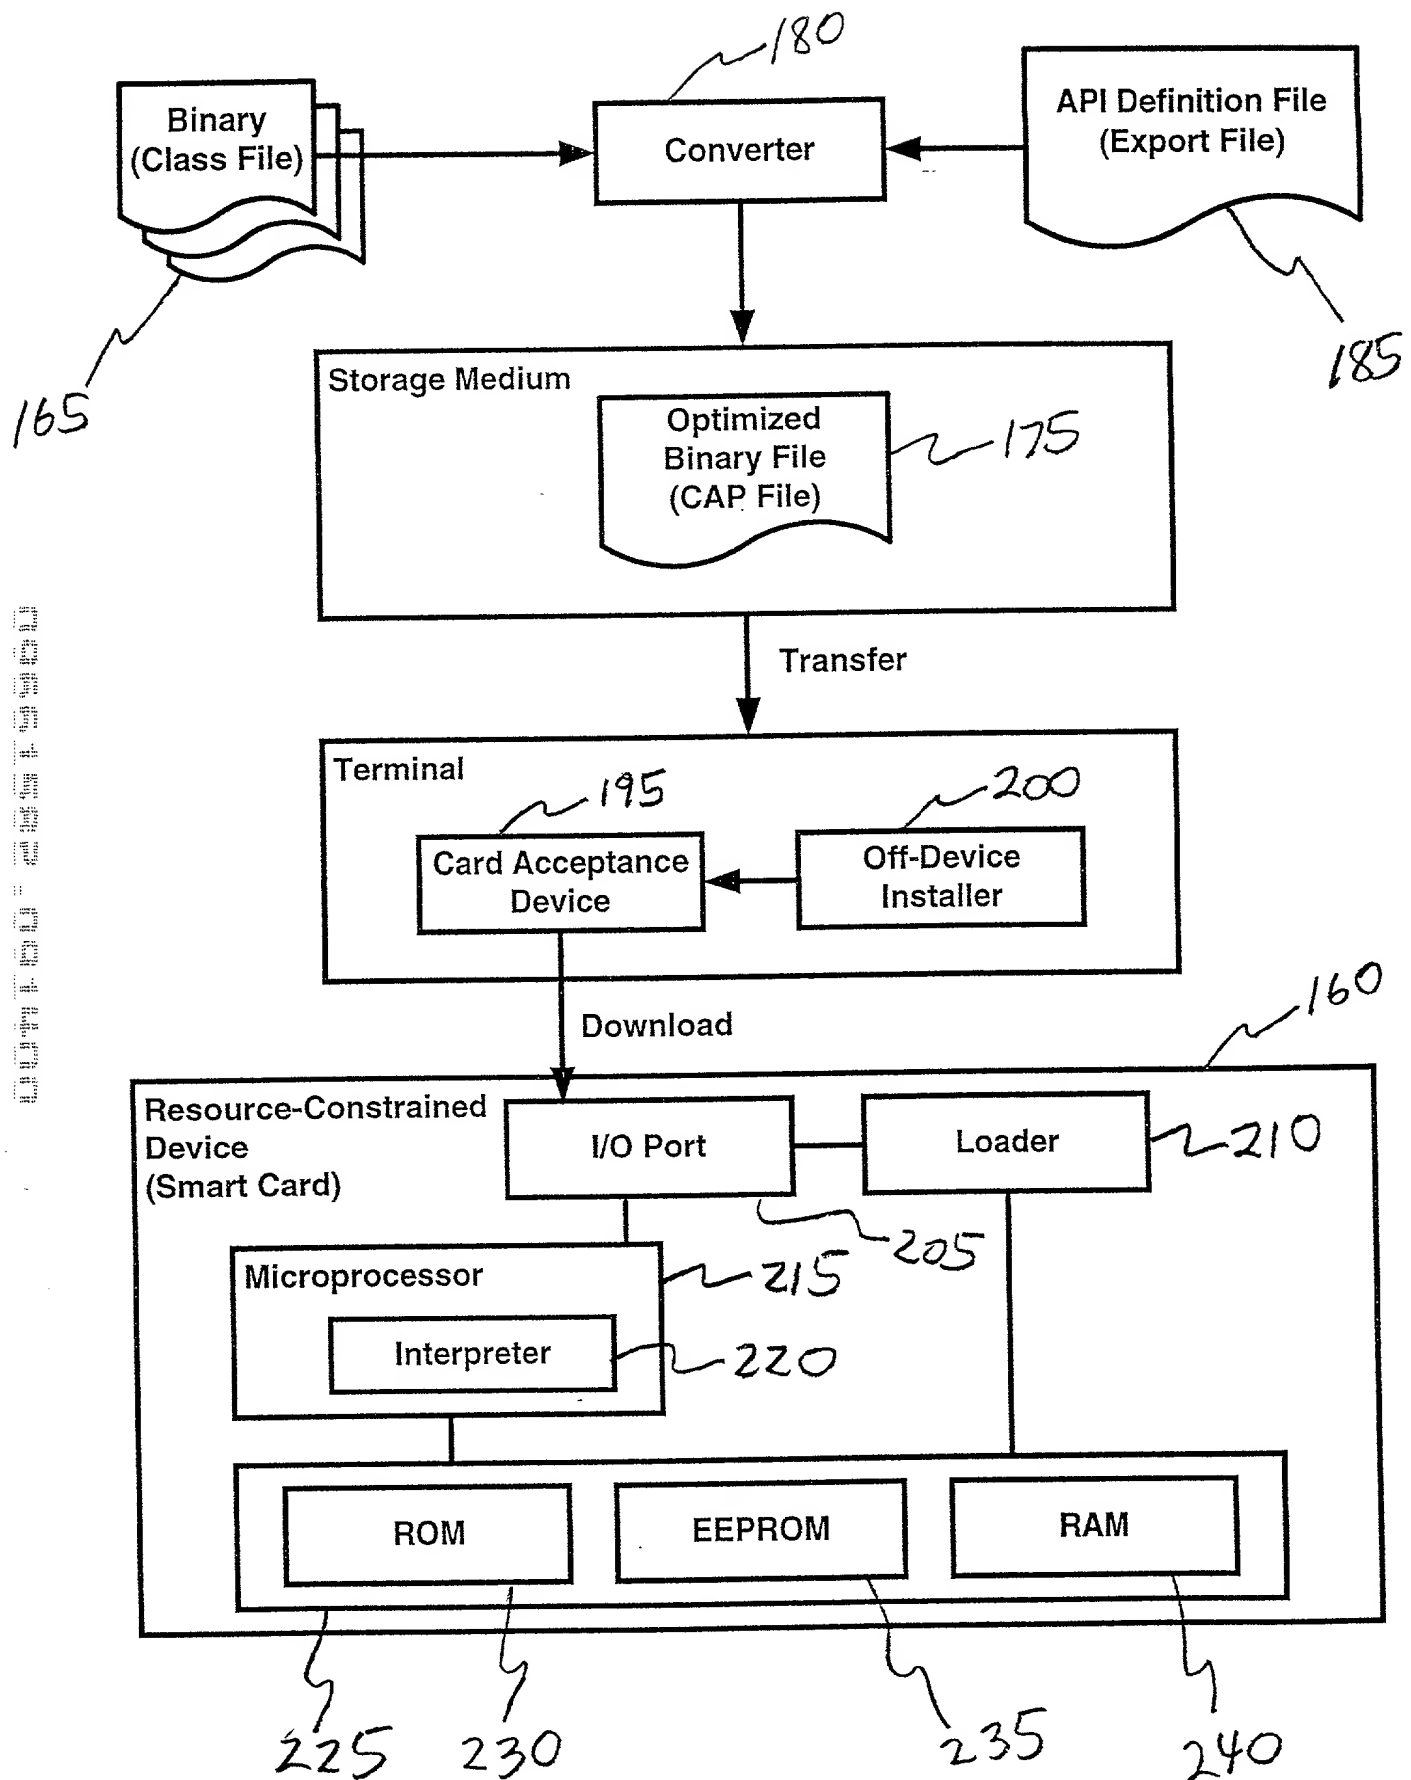 180
Binary
(Class File)
Converter
API Definition File
(Export File)
165
185
Storage Medium
Optimized
Binary File
(CAP File)
175
Transfer
Terminal
195
200
Card Acceptance
Device
Off-Device
Installer
160
Download
Resource-Constrained
Device
(Smart Card)
I/O Port
Loader
210
205
Microprocessor
215
Interpreter
220
ROM
EEPROM
RAM
225
230
235
240